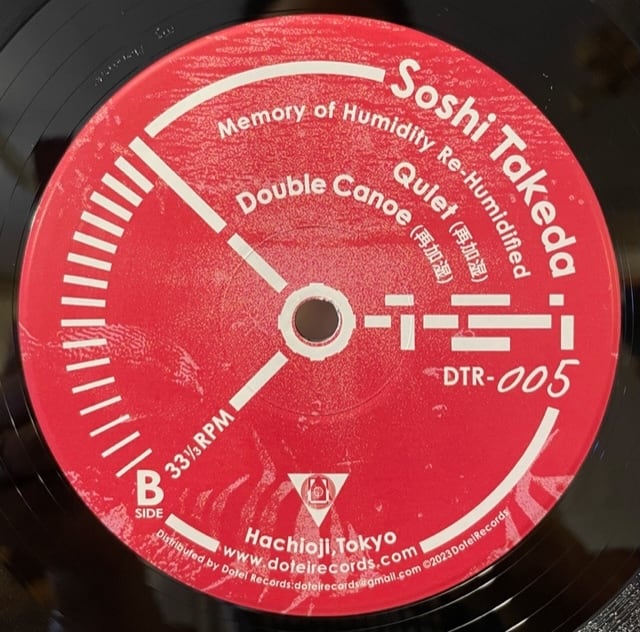 Soshi Takeda
Memory of Humidity Re-Humidified
Quiet (再加湿)
Double Canoe (再加湿)
DTR-005
33⅓ RPM
B
SIDE
Hachioji,Tokyo
www.doteirecords.com
Distributed by Dotei Records:doteirecords@gmail.com ©2023DoteiRecords